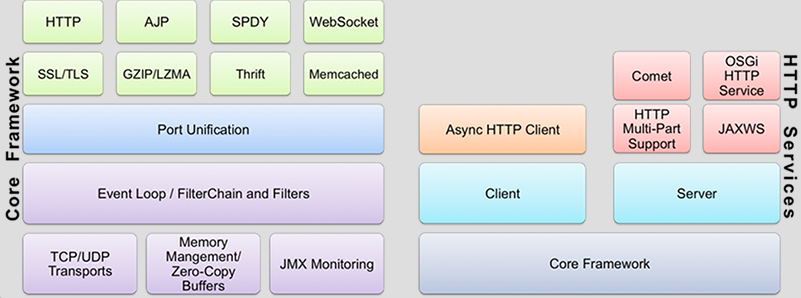 Core Framework
HTTP
AJP
SPDY
WebSocket
SSL/TLS
GZIP/LZMA
Thrift
Memcached
Port Unification
Event Loop / FilterChain and Filters
TCP/UDP
Transports
Memory
Mangement/
Zero-Copy
Buffers
JMX Monitoring
HTTP Services
Comet
OSGi
HTTP
Service
Async HTTP Client
HTTP
Multi-Part
Support
JAXWS
Client
Server
Core Framework